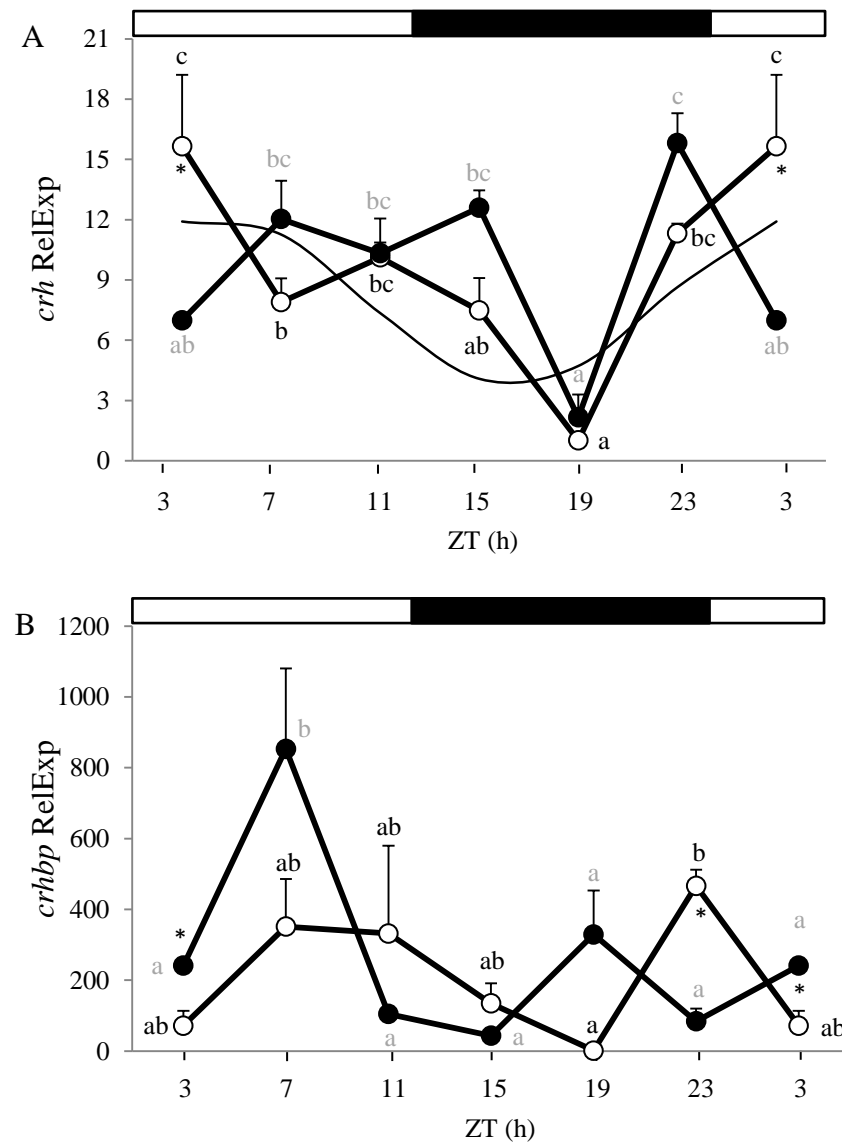 A
21
18
15
12
9
6
3
0
crh RelExp
c
*
ab
bc
b
bc
bc
bc
ab
a
a
c
bc
c
*
ab
3 7 11 15 19 23 3
ZT (h)
B
1200
1000
800
600
400
200
0
crhbp RelExp
a
*
ab
b
ab
ab
a
ab
a
a
a
b
*
a
a
*
ab
3 7 11 15 19 23 3
ZT (h)